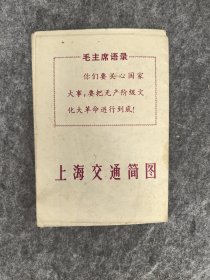 毛主席语录
你们要关心国家
大事，要把无产阶级文
化大革命进行到底！
上海交通简图